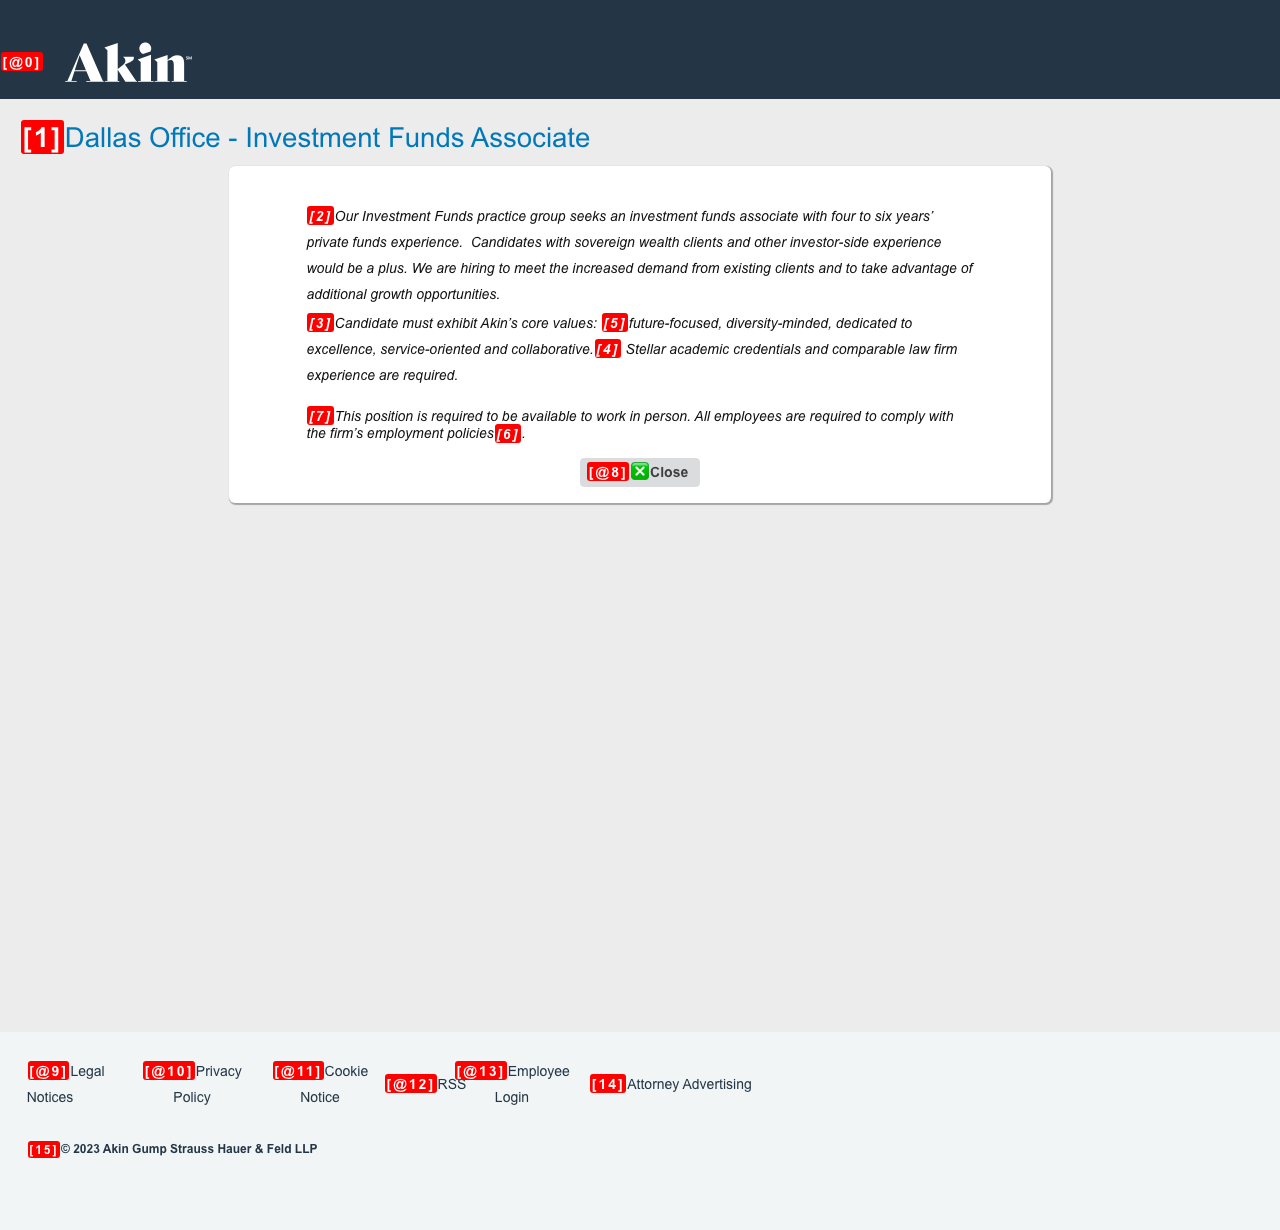 [@0] Akin℠
[1]Dallas Office - Investment Funds Associate
[2]Our Investment Funds practice group seeks an investment funds associate with four to six years’
private funds experience.  Candidates with sovereign wealth clients and other investor-side experience
would be a plus. We are hiring to meet the increased demand from existing clients and to take advantage of
additional growth opportunities.
[3]Candidate must exhibit Akin’s core values: [5]future-focused, diversity-minded, dedicated to
excellence, service-oriented and collaborative.[4] Stellar academic credentials and comparable law firm
experience are required.
[7]This position is required to be available to work in person. All employees are required to comply with
the firm’s employment policies[6].
[@8] Close
[@9]Legal
Notices
[@10]Privacy
Policy
[@11]Cookie
Notice
[@12]RSS
[@13]Employee
Login
[14]Attorney Advertising
[15]© 2023 Akin Gump Strauss Hauer & Feld LLP